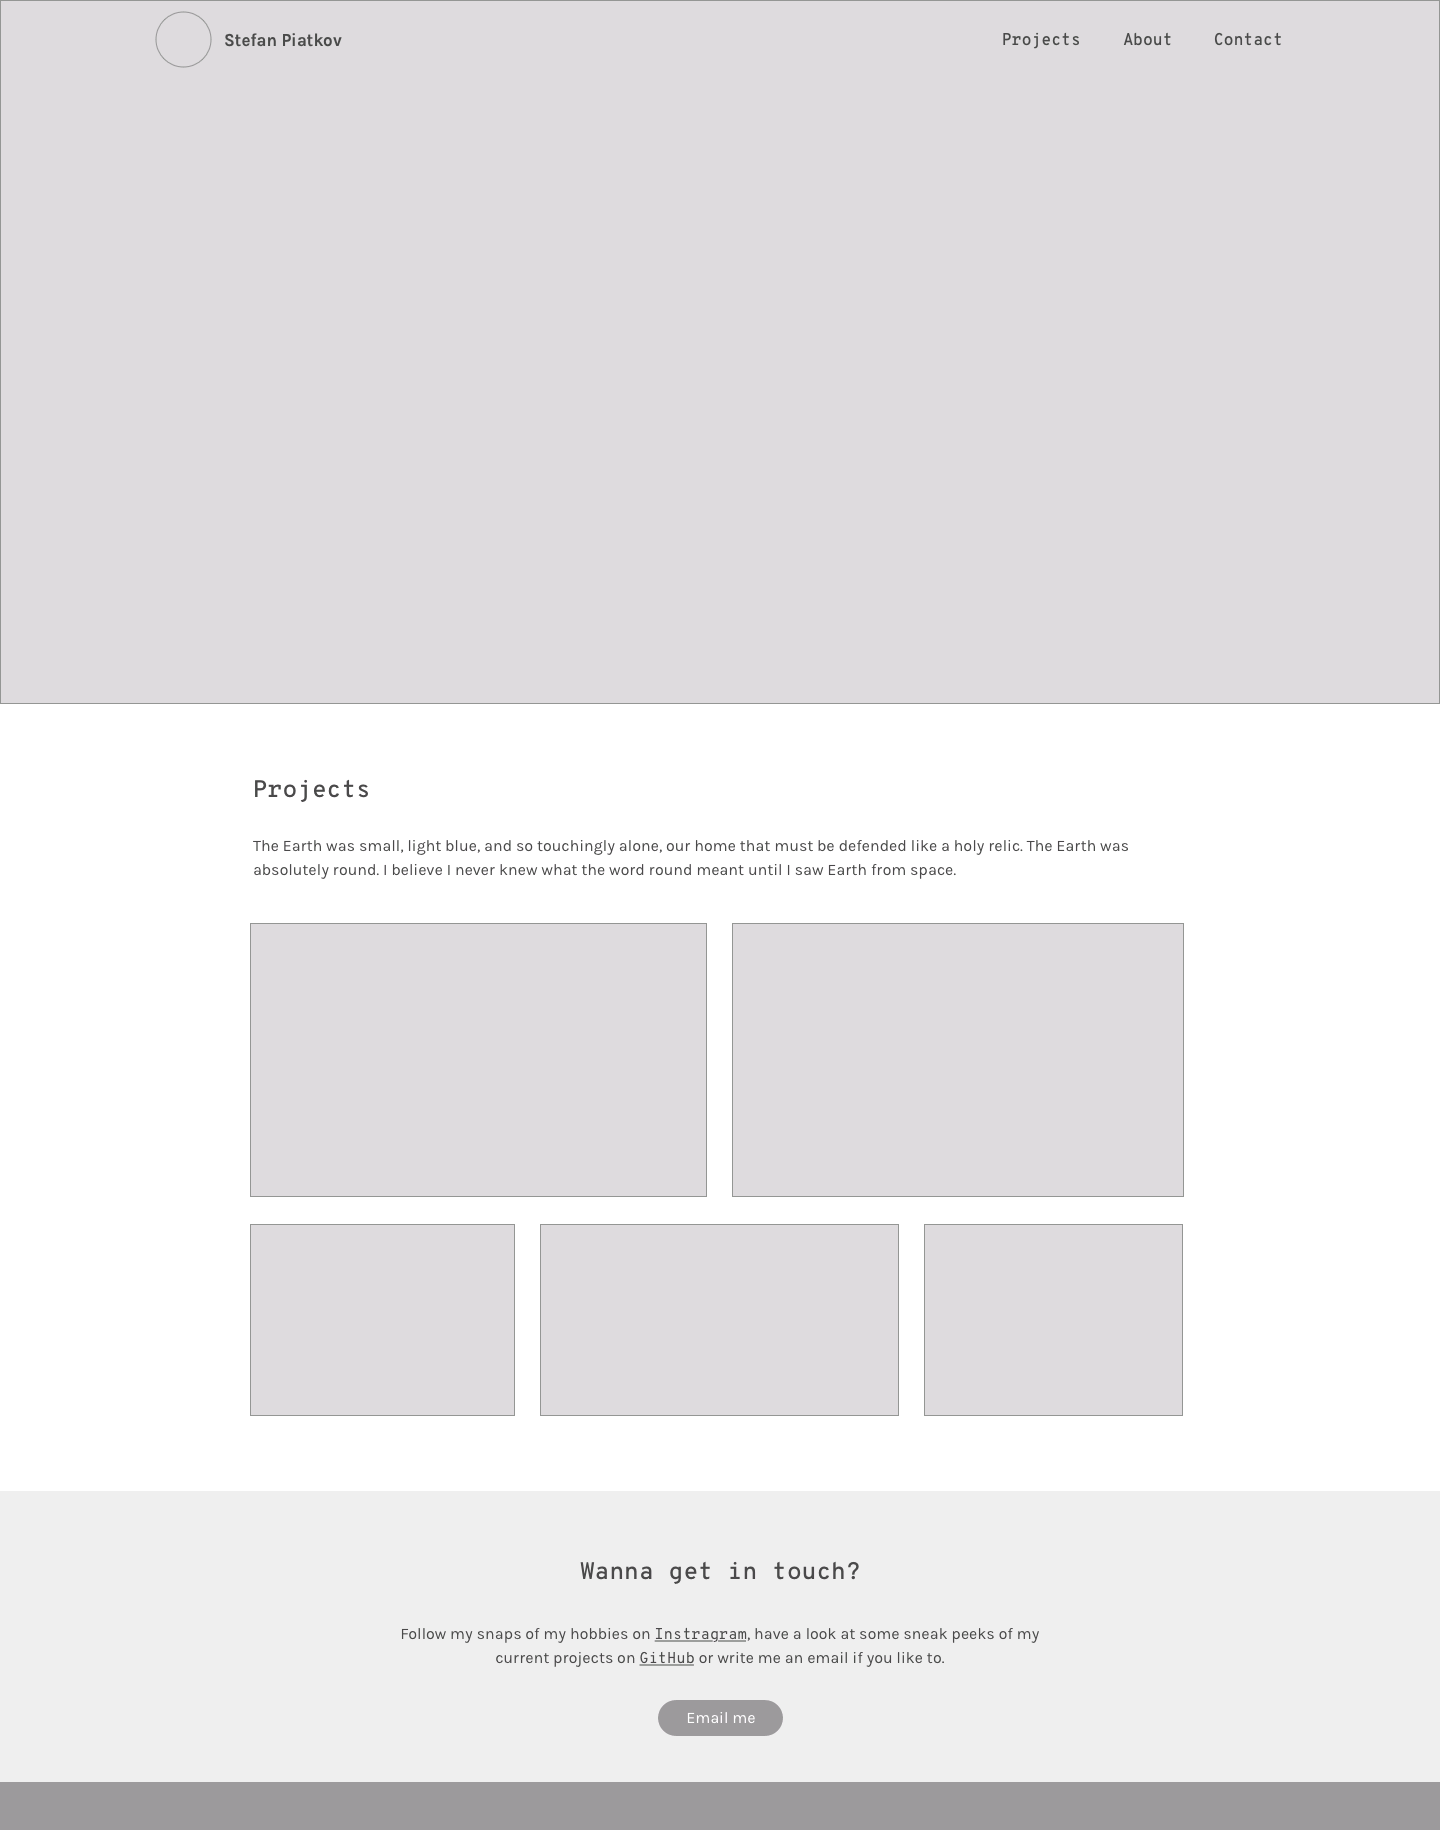 Stefan Piatkov
Projects
About
Contact
Projects
The Earth was small, light blue, and so touchingly alone, our home that must be defended like a holy relic. The Earth was
absolutely round. I believe I never knew what the word round meant until I saw Earth from space.
Wanna get in touch?
Follow my snaps of my hobbies on Instragram, have a look at some sneak peeks of my
current projects on GitHub or write me an email if you like to.
Email me